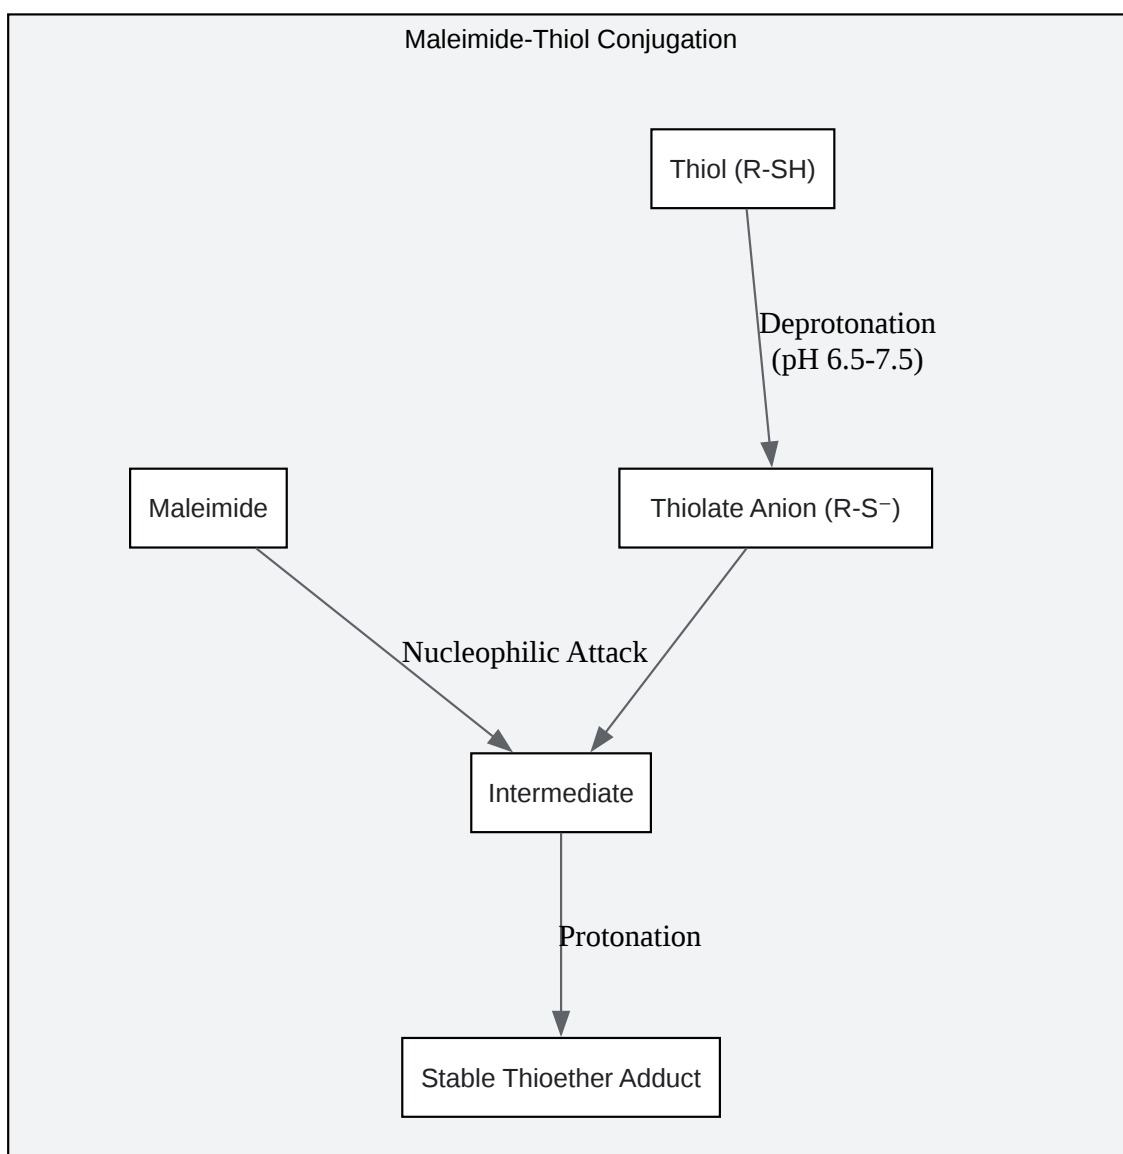 Maleimide-Thiol Conjugation
Thiol (R-SH)
Deprotonation
(pH 6.5-7.5)
Maleimide
Thiolate Anion (R-S⁻)
Nucleophilic Attack
Intermediate
Protonation
Stable Thioether Adduct